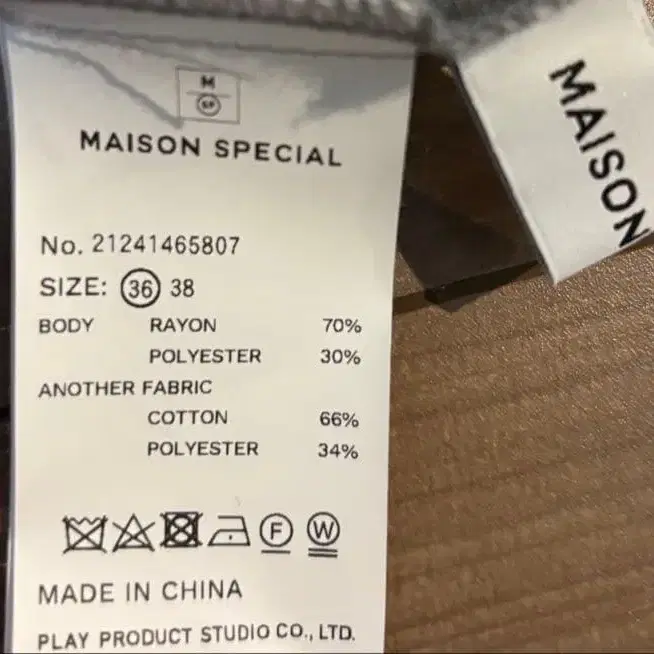 M
SP
MAISON SPECIAL
No. 21241465807
SIZE: 36 38
BODY RAYON 70%
POLYESTER 30%
ANOTHER FABRIC
COTTON 66%
POLYESTER 34%
F W
MADE IN CHINA
PLAY PRODUCT STUDIO CO., LTD.
MAISON